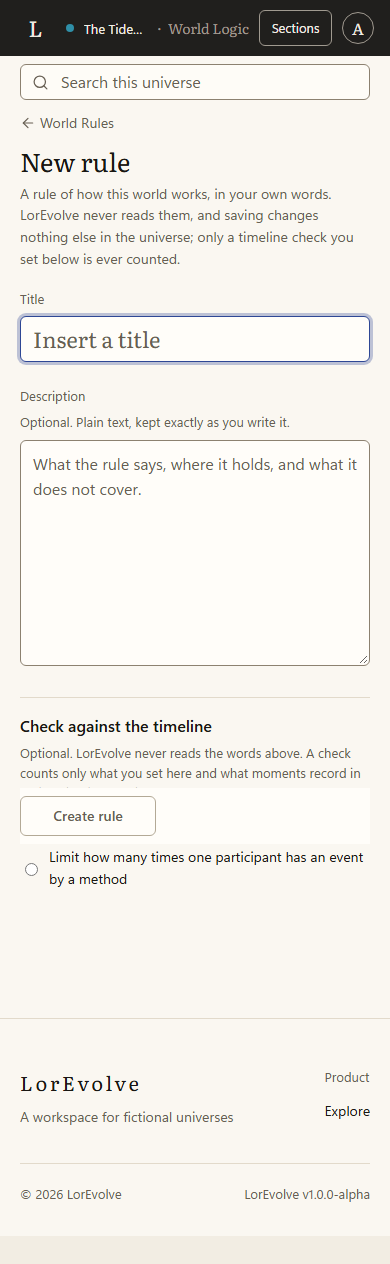 L
The Tide... · World Logic
Sections
A
Search this universe
← World Rules
New rule
A rule of how this world works, in your own words.
LorEvolve never reads them, and saving changes
nothing else in the universe; only a timeline check you
set below is ever counted.
Title
Insert a title
Description
Optional. Plain text, kept exactly as you write it.
What the rule says, where it holds, and what it
does not cover.
Check against the timeline
Optional. LorEvolve never reads the words above. A check
counts only what you set here and what moments record in
Create rule
Limit how many times one participant has an event
by a method
LorEvolve
A workspace for fictional universes
Product
Explore
© 2026 LorEvolve
LorEvolve v1.0.0-alpha